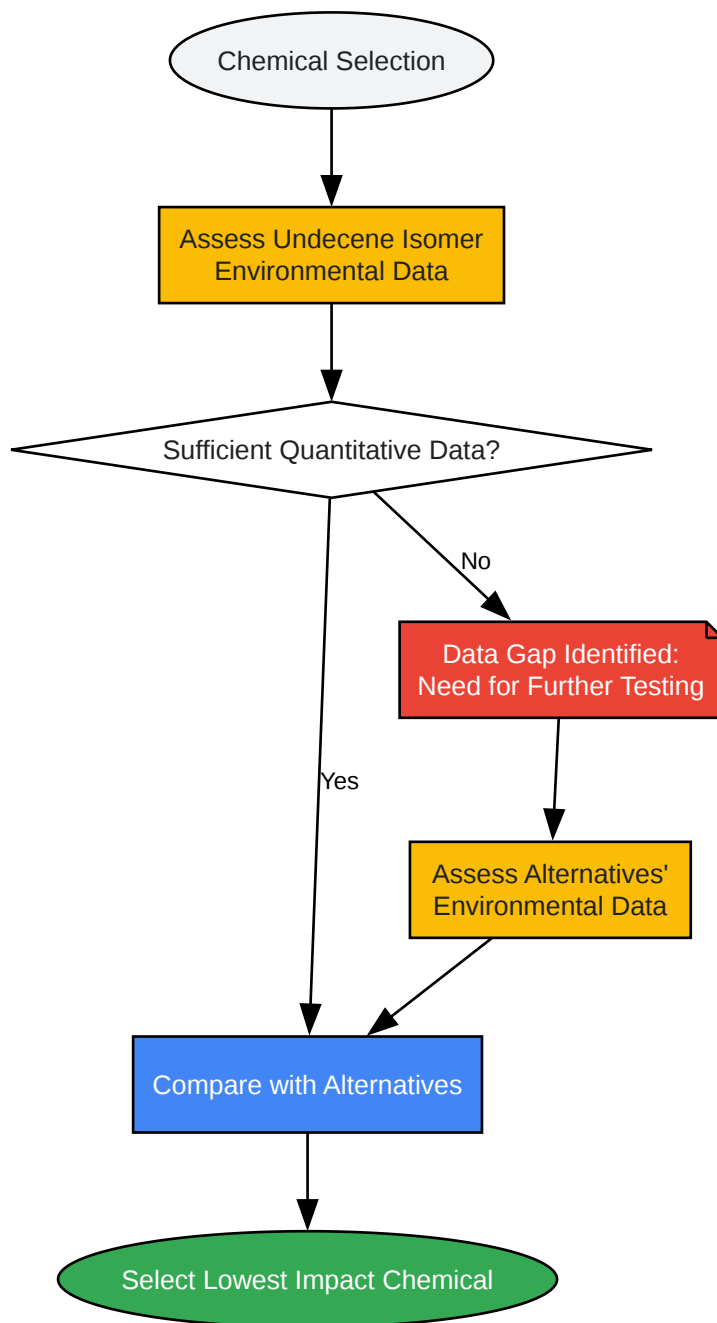 Chemical Selection
Assess Undecene Isomer
Environmental Data
Sufficient Quantitative Data?
No
Data Gap Identified:
Need for Further Testing
Yes
Assess Alternatives'
Environmental Data
Compare with Alternatives
Select Lowest Impact Chemical